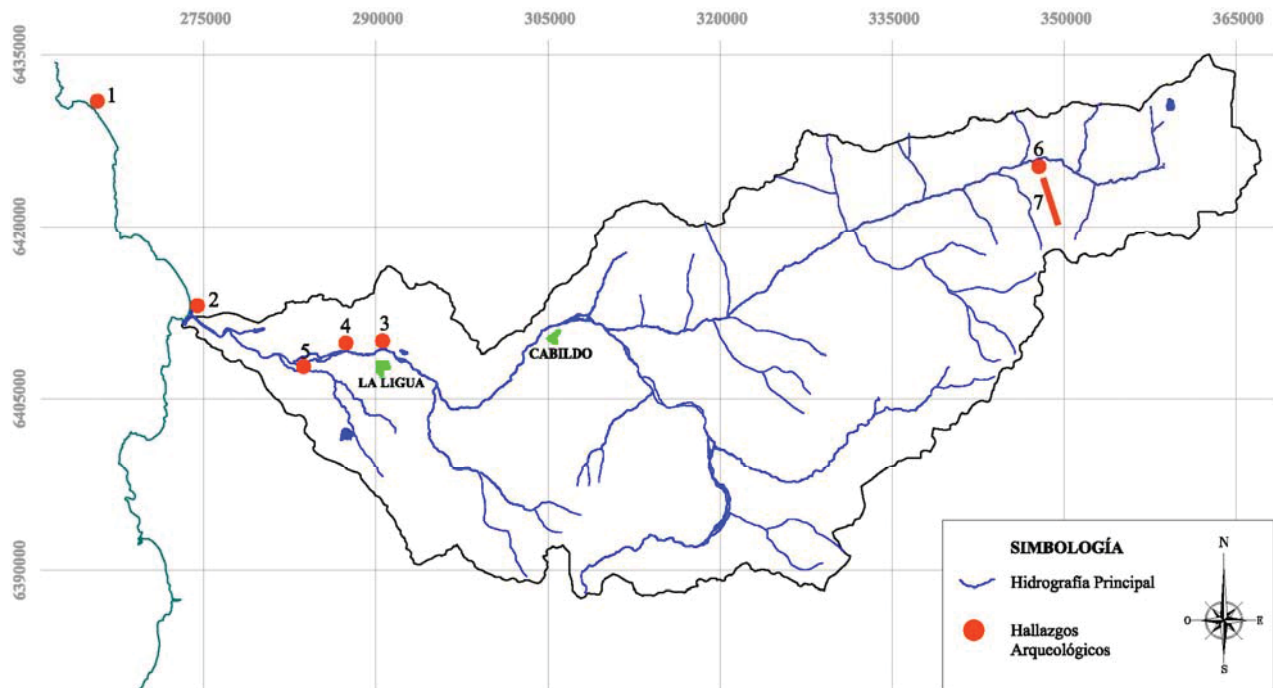 275000 290000 305000 320000 335000 350000 365000
6435000
6420000
6405000
6390000
1
2
3
4
5
6
7
LA LIGUA
CABILDO
SIMBOLOGÍA
Hidrografía Principal
Hallazgos
Arqueológicos
N
O E
S